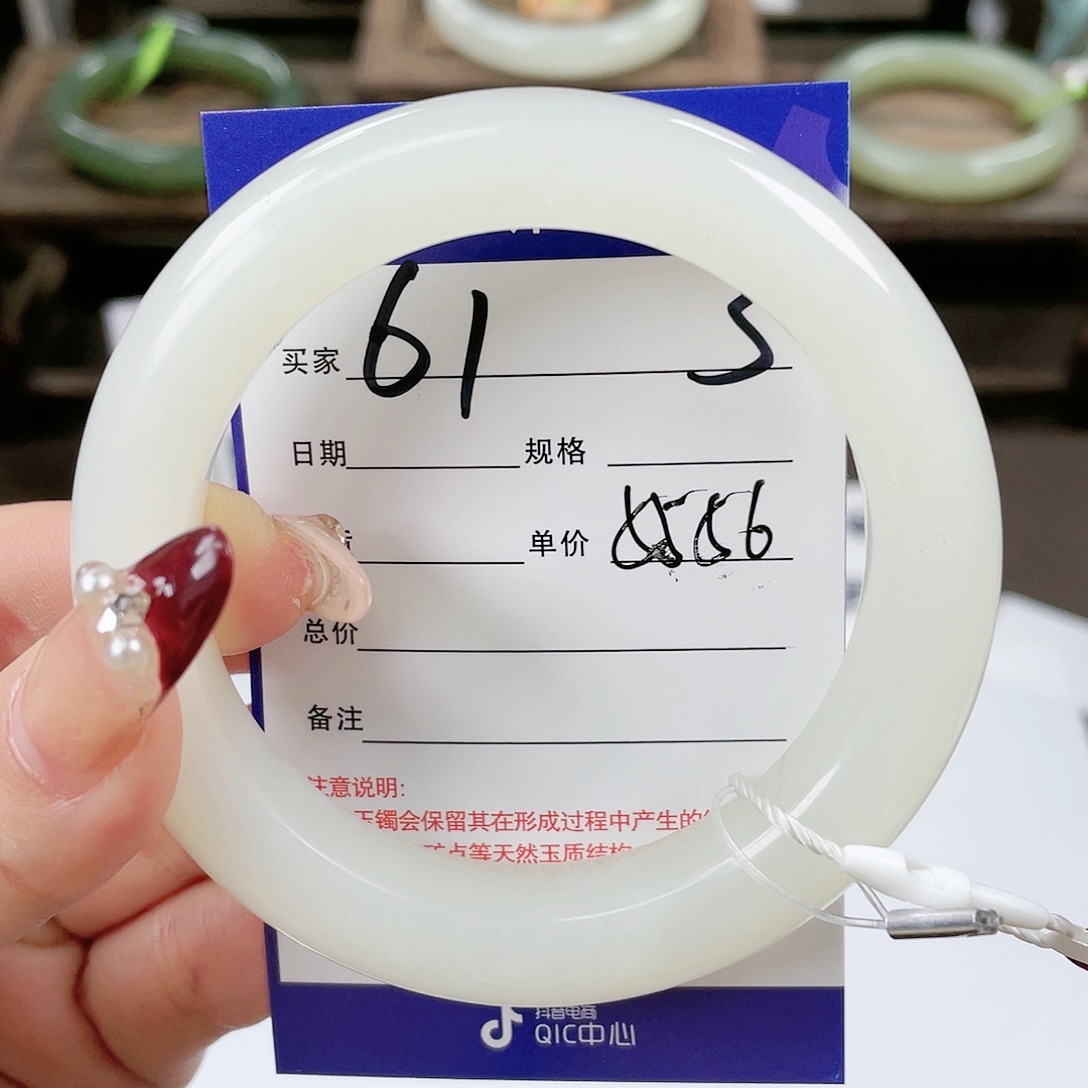 买家 61 S
日期 规格
单价
总价
备注
注意说明:
玉镯会保留其在形成过程中产生的
矿点等天然玉质结构
抖音电商
QIC中心